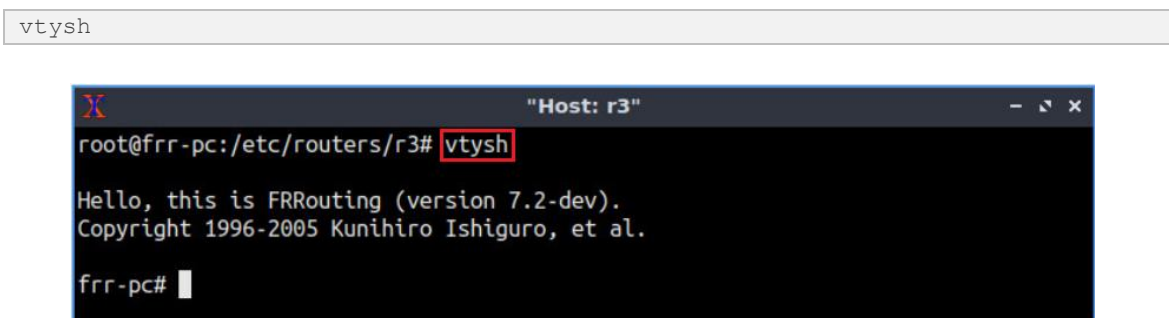 vtysh
"Host: r3"
root@frr-pc:/etc/routers/r3# vtysh
Hello, this is FRRouting (version 7.2-dev).
Copyright 1996-2005 Kunihiro Ishiguro, et al.
frr-pc#